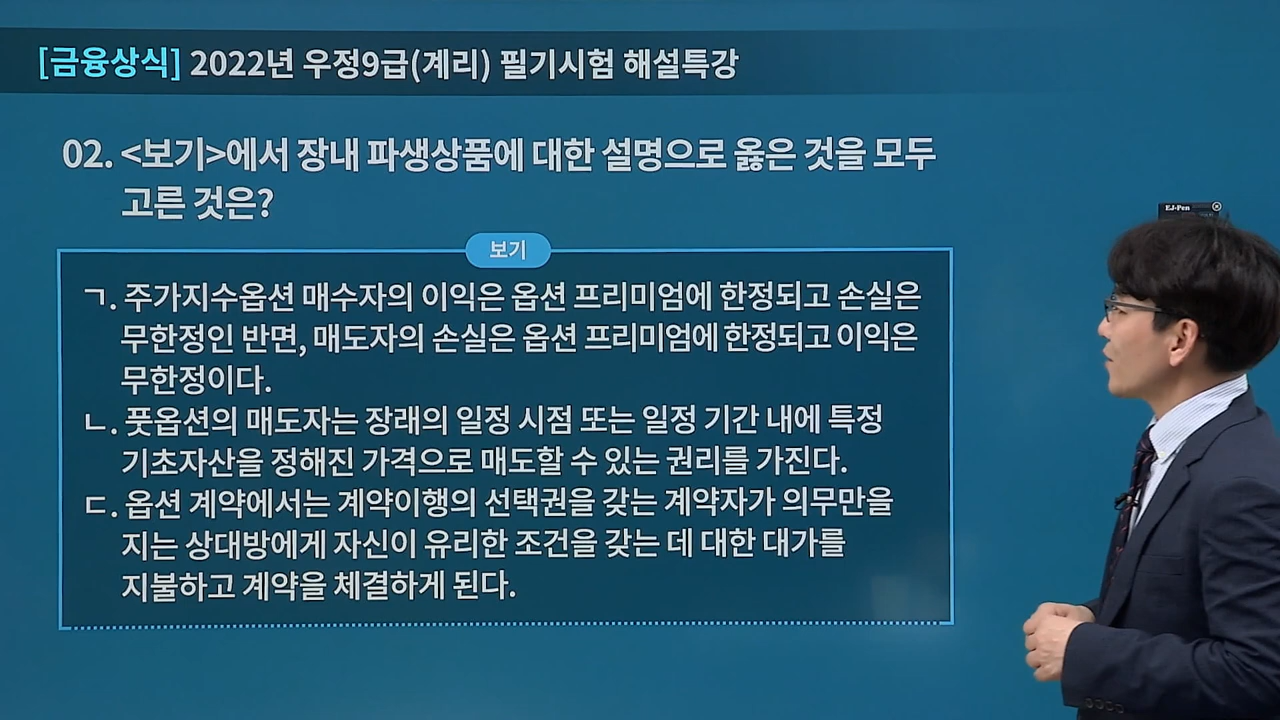 [금융상식] 2022년 우정9급(계리) 필기시험 해설특강
EJ-Pen
02. <보기>에서 장내 파생상품에 대한 설명으로 옳은 것을 모두
고른 것은?
보기
ㄱ. 주가지수옵션 매수자의 이익은 옵션 프리미엄에 한정되고 손실은
무한정인 반면, 매도자의 손실은 옵션 프리미엄에 한정되고 이익은
무한정이다.
ㄴ. 풋옵션의 매도자는 장래의 일정 시점 또는 일정 기간 내에 특정
기초자산을 정해진 가격으로 매도할 수 있는 권리를 가진다.
ㄷ. 옵션 계약에서는 계약이행의 선택권을 갖는 계약자가 의무만을
지는 상대방에게 자신이 유리한 조건을 갖는 데 대한 대가를
지불하고 계약을 체결하게 된다.